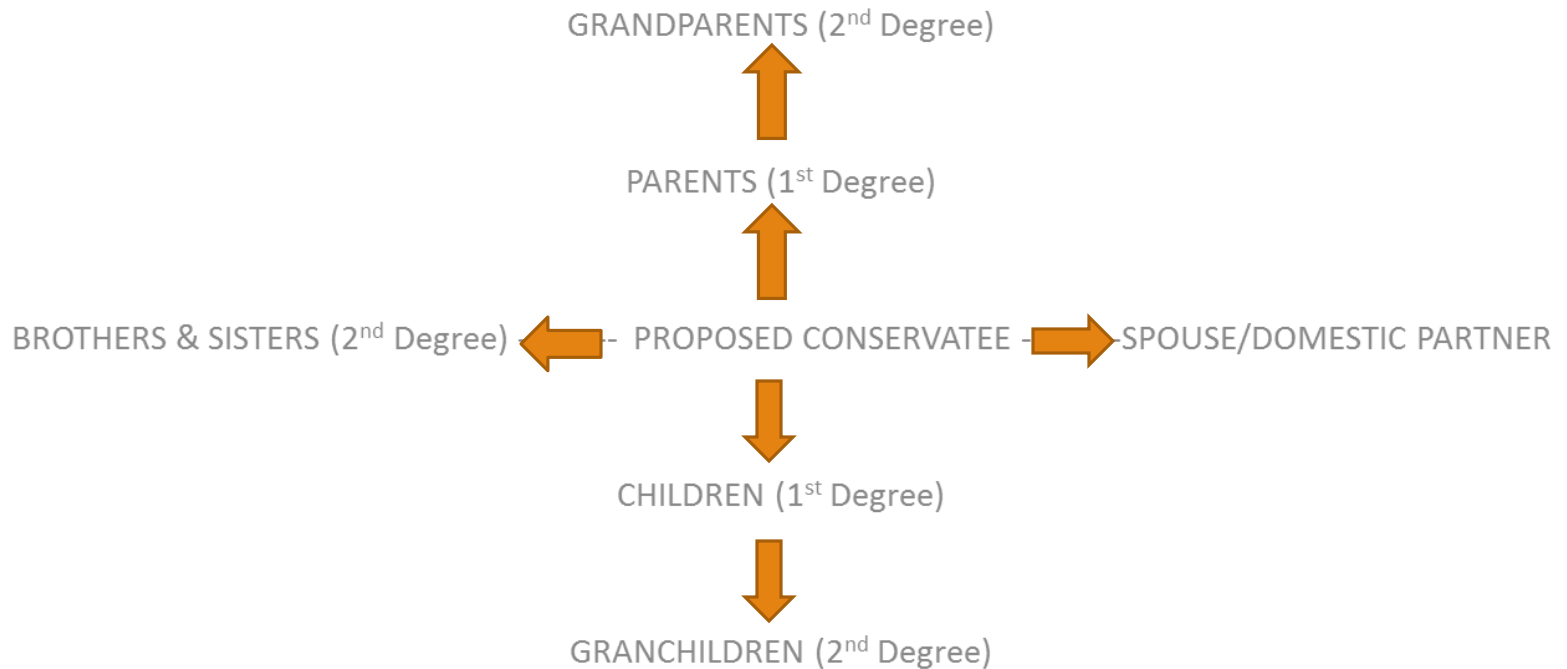 GRANDPARENTS (2nd Degree)
PARENTS (1st Degree)
BROTHERS & SISTERS (2nd Degree) - -- PROPOSED CONSERVATEE - -SPOUSE/DOMESTIC PARTNER
CHILDREN (1st Degree)
GRANCHILDREN (2nd Degree)